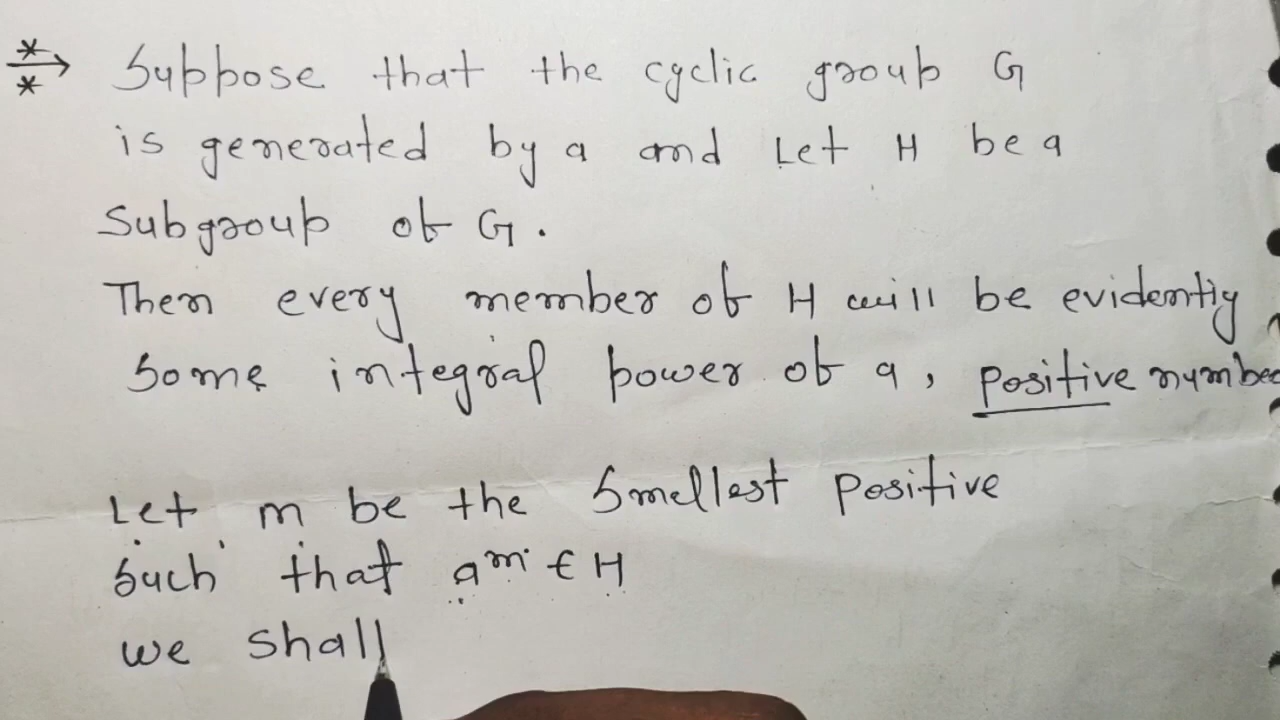 Suppose that the cyclic group G
is generated by a and Let H be a
Subgroup of G.
Then every member of H will be evidently
Some integral power of a, positive number
Let m be the smallest positive
Such that a^m ∈ H
we shall